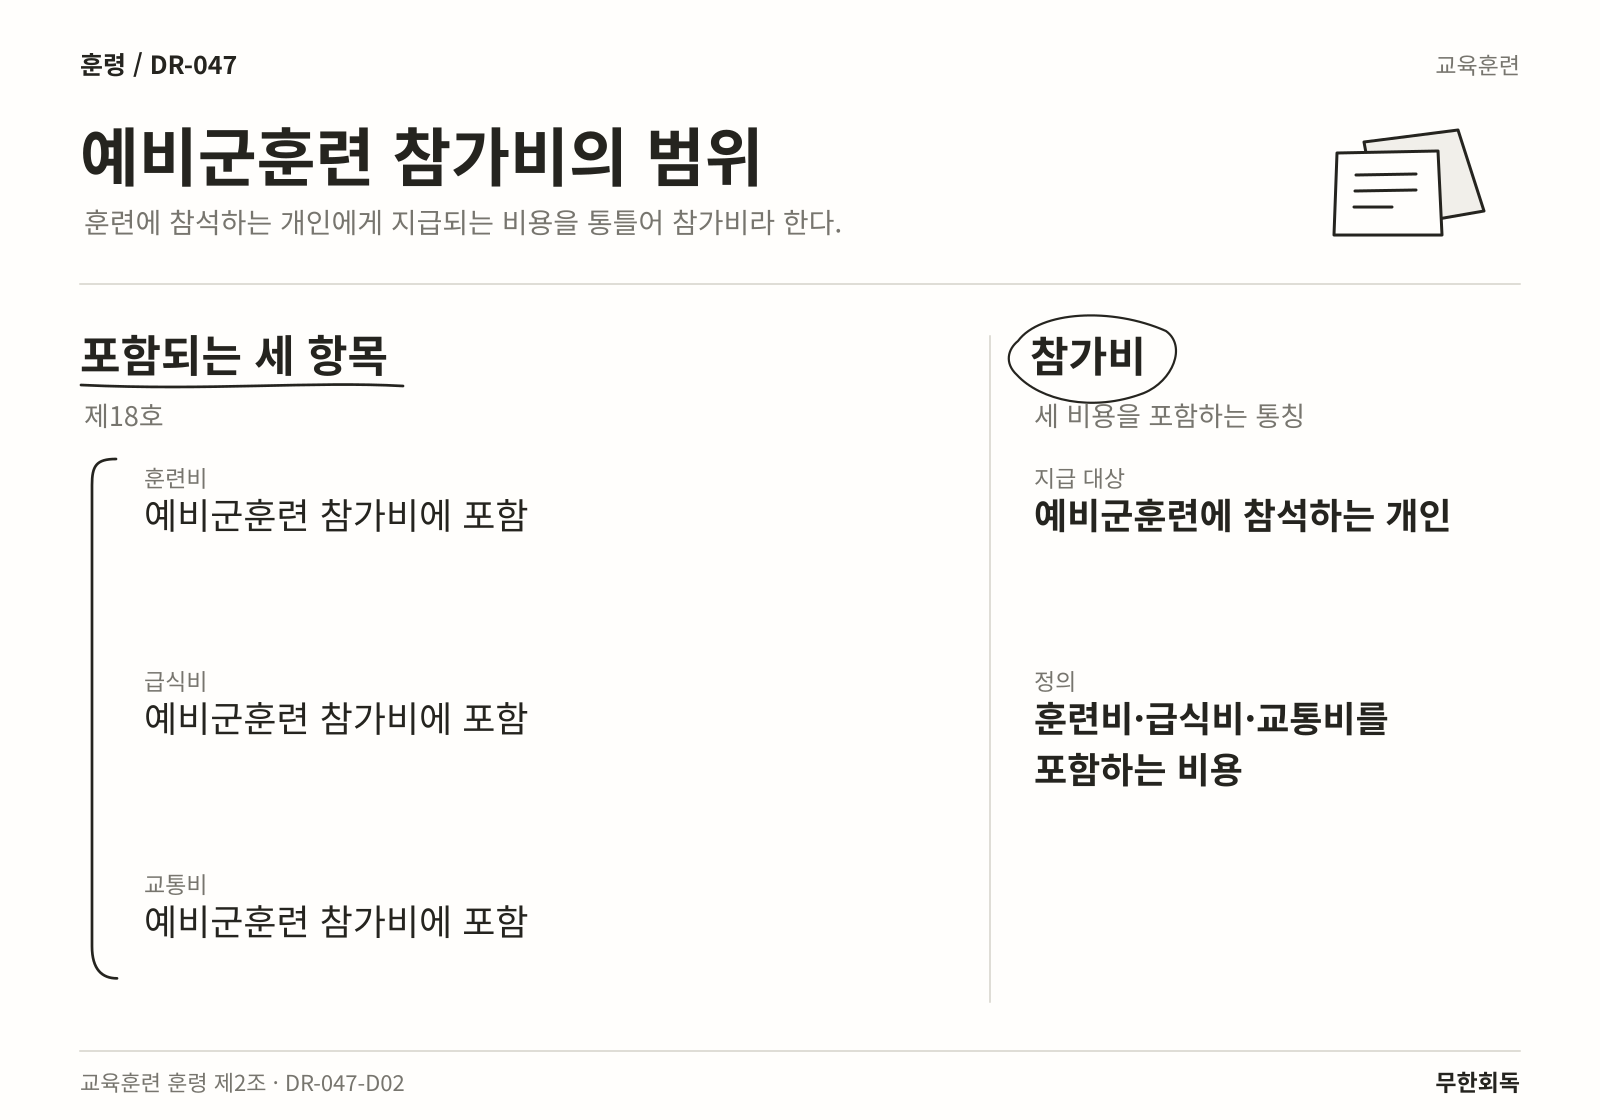 훈령 / DR-047
교육훈련
예비군훈련 참가비의 범위
훈련에 참석하는 개인에게 지급되는 비용을 통틀어 참가비라 한다.
포함되는 세 항목
제18호
훈련비
예비군훈련 참가비에 포함
급식비
예비군훈련 참가비에 포함
교통비
예비군훈련 참가비에 포함
참가비
세 비용을 포함하는 통칭
지급 대상
예비군훈련에 참석하는 개인
정의
훈련비·급식비·교통비를
포함하는 비용
교육훈련 훈령 제2조 · DR-047-D02
무한회독